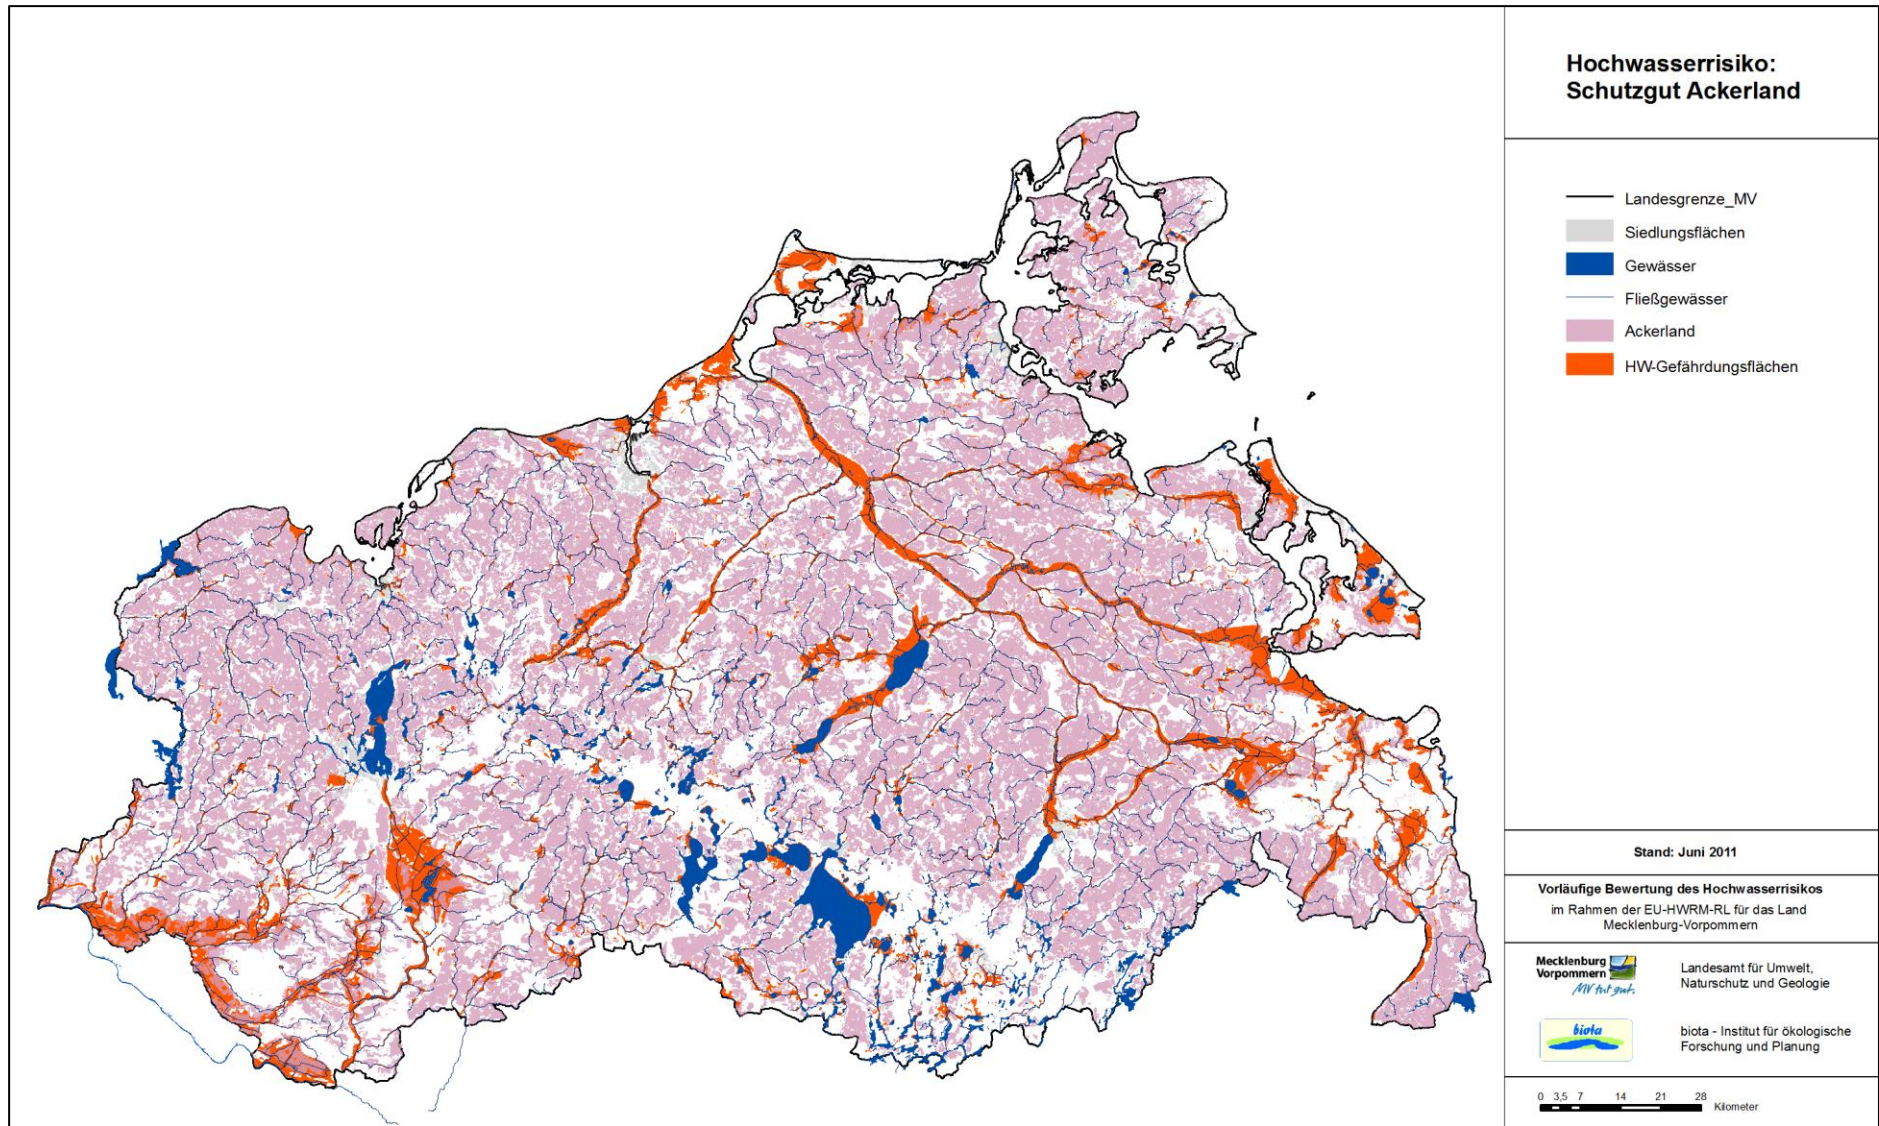 Hochwasserrisiko:
Schutzgut Ackerland
Landesgrenze_MV
Siedlungsflächen
Gewässer
Fließgewässer
Ackerland
HW-Gefährdungsflächen
Stand: Juni 2011
Vorläufige Bewertung des Hochwasserrisikos
im Rahmen der EU-HWRM-RL für das Land
Mecklenburg-Vorpommern
Mecklenburg
Vorpommern
MV tut gut.
Landesamt für Umwelt,
Naturschutz und Geologie
biota
biota - Institut für ökologische
Forschung und Planung
0 3,5 7 14 21 28
Kilometer